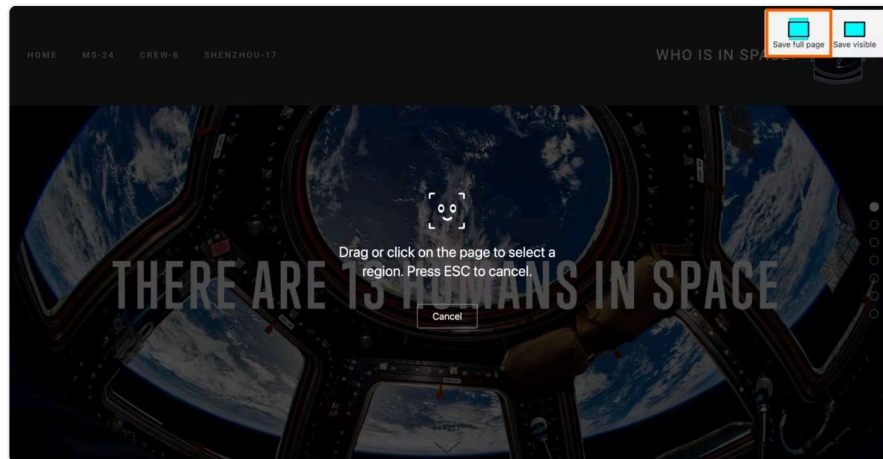 HOME MS-24 CREW-8 SHENZHOU-17
WHO IS IN SPACE?
Save full page Save visible
Drag or click on the page to select a
region. Press ESC to cancel.
THERE ARE 13 HUMANS IN SPACE
Cancel
SCROLL